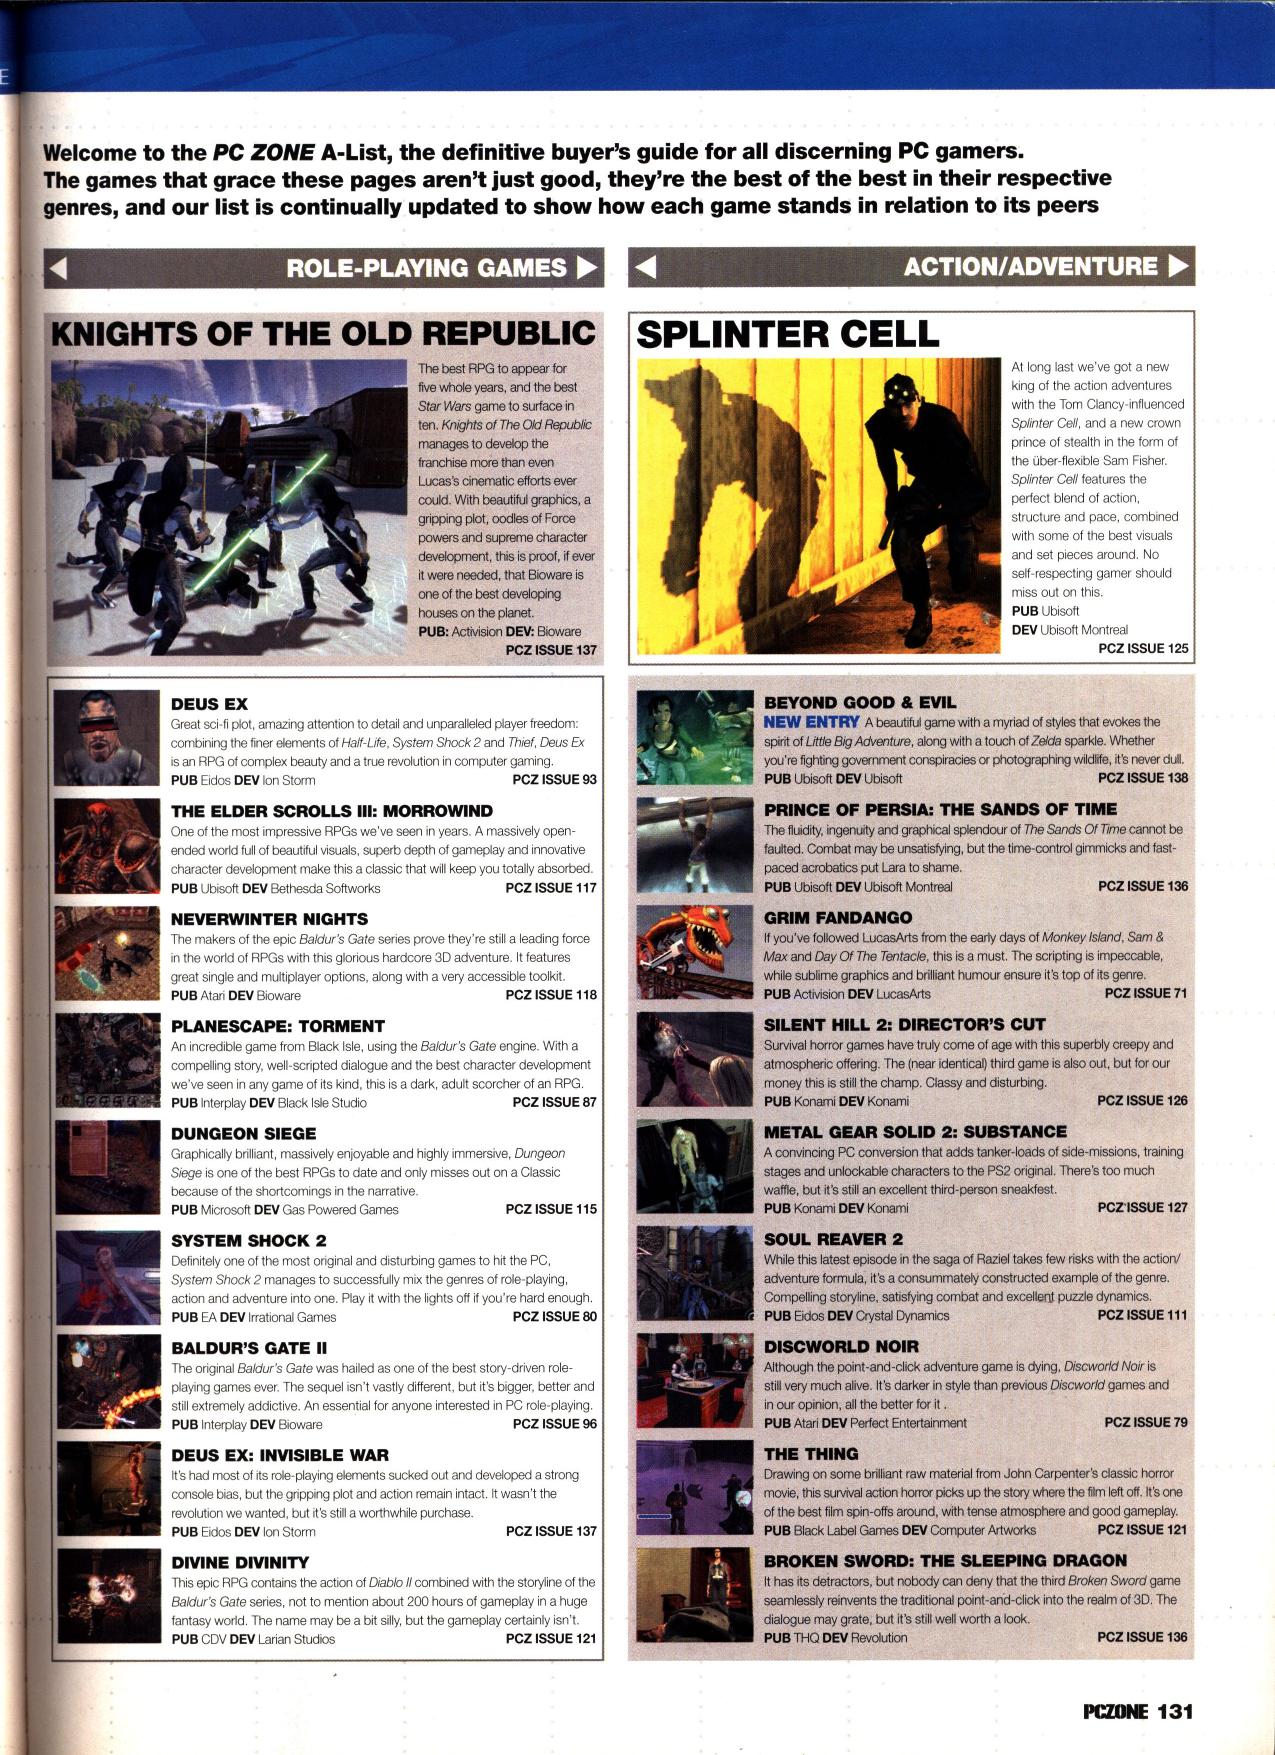 E
Welcome to the PC ZONE A-List, the definitive buyer's guide for all discerning PC gamers.
The games that grace these pages aren't just good, they're the best of the best in their respective
genres, and our list is continually updated to show how each game stands in relation to its peers
ROLE-PLAYING GAMES
KNIGHTS OF THE OLD REPUBLIC
The best RPG to appear for
five whole years, and the best
Star Wars game to surface in
ten. Knights of The Old Republic
manages to develop the
franchise more than even
Lucas's cinematic efforts ever
could. With beautiful graphics, a
gripping plot, oodles of Force
powers and supreme character
development, this is proof, if ever
it were needed, that Bioware is
one of the best developing
houses on the planet.
PUB: Activision DEV: Bioware
PCZ ISSUE 137
DEUS EX
Great sci-fi plot, amazing attention to detail and unparalleled player freedom:
combining the finer elements of Half-Life, System Shock 2 and Thief, Deus Ex
is an RPG of complex beauty and a true revolution in computer gaming.
PUB Eidos DEV Ion Storm PCZ ISSUE 93
THE ELDER SCROLLS III: MORROWIND
One of the most impressive RPGs we've seen in years. A massively open-
ended world full of beautiful visuals, superb depth of gameplay and innovative
character development make this a classic that will keep you totally absorbed.
PUB Ubisoft DEV Bethesda Softworks PCZ ISSUE 117
NEVERWINTER NIGHTS
The makers of the epic Baldur's Gate series prove they're still a leading force
in the world of RPGs with this glorious hardcore 3D adventure. It features
great single and multiplayer options, along with a very accessible toolkit.
PUB Atari DEV Bioware PCZ ISSUE 118
PLANESCAPE: TORMENT
An incredible game from Black Isle, using the Baldur's Gate engine. With a
compelling story, well-scripted dialogue and the best character development
we've seen in any game of its kind, this is a dark, adult scorcher of an RPG.
PUB Interplay DEV Black Isle Studio PCZ ISSUE 87
DUNGEON SIEGE
Graphically brilliant, massively enjoyable and highly immersive, Dungeon
Siege is one of the best RPGs to date and only misses out on a Classic
because of the shortcomings in the narrative.
PUB Microsoft DEV Gas Powered Games PCZ ISSUE 115
SYSTEM SHOCK 2
Definitely one of the most original and disturbing games to hit the PC,
System Shock 2 manages to successfully mix the genres of role-playing,
action and adventure into one. Play it with the lights off if you're hard enough.
PUB EA DEV Irrational Games PCZ ISSUE 80
BALDUR'S GATE II
The original Baldur's Gate was hailed as one of the best story-driven role-
playing games ever. The sequel isn't vastly different, but it's bigger, better and
still extremely addictive. An essential for anyone interested in PC role-playing.
PUB Interplay DEV Bioware PCZ ISSUE 96
DEUS EX: INVISIBLE WAR
It's had most of its role-playing elements sucked out and developed a strong
console bias, but the gripping plot and action remain intact. It wasn't the
revolution we wanted, but it's still a worthwhile purchase.
PUB Eidos DEV Ion Storm PCZ ISSUE 137
DIVINE DIVINITY
This epic RPG contains the action of Diablo II combined with the storyline of the
Baldur's Gate series, not to mention about 200 hours of gameplay in a huge
fantasy world. The name may be a bit silly, but the gameplay certainly isn't.
PUB CDV DEV Larian Studios PCZ ISSUE 121
ACTION/ADVENTURE
SPLINTER CELL
At long last we've got a new
king of the action adventures
with the Tom Clancy-influenced
Splinter Cell, and a new crown
prince of stealth in the form of
the über-flexible Sam Fisher.
Splinter Cell features the
perfect blend of action,
structure and pace, combined
with some of the best visuals
and set pieces around. No
self-respecting gamer should
miss out on this.
PUB Ubisoft
DEV Ubisoft Montreal
PCZ ISSUE 125
BEYOND GOOD & EVIL
NEW ENTRY A beautiful game with a myriad of styles that evokes the
spirit of Little Big Adventure, along with a touch of Zelda sparkle. Whether
you're fighting government conspiracies or photographing wildlife, it's never dull.
PUB Ubisoft DEV Ubisoft PCZ ISSUE 138
PRINCE OF PERSIA: THE SANDS OF TIME
The fluidity, ingenuity and graphical splendour of The Sands Of Time cannot be
faulted. Combat may be unsatisfying, but the time-control gimmicks and fast-
paced acrobatics put Lara to shame.
PUB Ubisoft DEV Ubisoft Montreal PCZ ISSUE 136
GRIM FANDANGO
If you've followed LucasArts from the early days of Monkey Island, Sam &
Max and Day Of The Tentacle, this is a must. The scripting is impeccable,
while sublime graphics and brilliant humour ensure it's top of its genre.
PUB Activision DEV LucasArts PCZ ISSUE 71
SILENT HILL 2: DIRECTOR'S CUT
Survival horror games have truly come of age with this superbly creepy and
atmospheric offering. The (near identical) third game is also out, but for our
money this is still the champ. Classy and disturbing.
PUB Konami DEV Konami PCZ ISSUE 126
METAL GEAR SOLID 2: SUBSTANCE
A convincing PC conversion that adds tanker-loads of side-missions, training
stages and unlockable characters to the PS2 original. There's too much
waffle, but it's still an excellent third-person sneakfest.
PUB Konami DEV Konami PCZ ISSUE 127
SOUL REAVER 2
While this latest episode in the saga of Raziel takes few risks with the action/
adventure formula, it's a consummately constructed example of the genre.
Compelling storyline, satisfying combat and excellent puzzle dynamics.
PUB Eidos DEV Crystal Dynamics PCZ ISSUE 111
DISCWORLD NOIR
Although the point-and-click adventure game is dying, Discworld Noir is
still very much alive. It's darker in style than previous Discworld games and
in our opinion, all the better for it .
PUB Atari DEV Perfect Entertainment PCZ ISSUE 79
THE THING
Drawing on some brilliant raw material from John Carpenter's classic horror
movie, this survival action horror picks up the story where the film left off. It's one
of the best film spin-offs around, with tense atmosphere and good gameplay.
PUB Black Label Games DEV Computer Artworks PCZ ISSUE 121
BROKEN SWORD: THE SLEEPING DRAGON
It has its detractors, but nobody can deny that the third Broken Sword game
seamlessly reinvents the traditional point-and-click into the realm of 3D. The
dialogue may grate, but it's still well worth a look.
PUB THQ DEV Revolution PCZ ISSUE 136
PCZONE 131